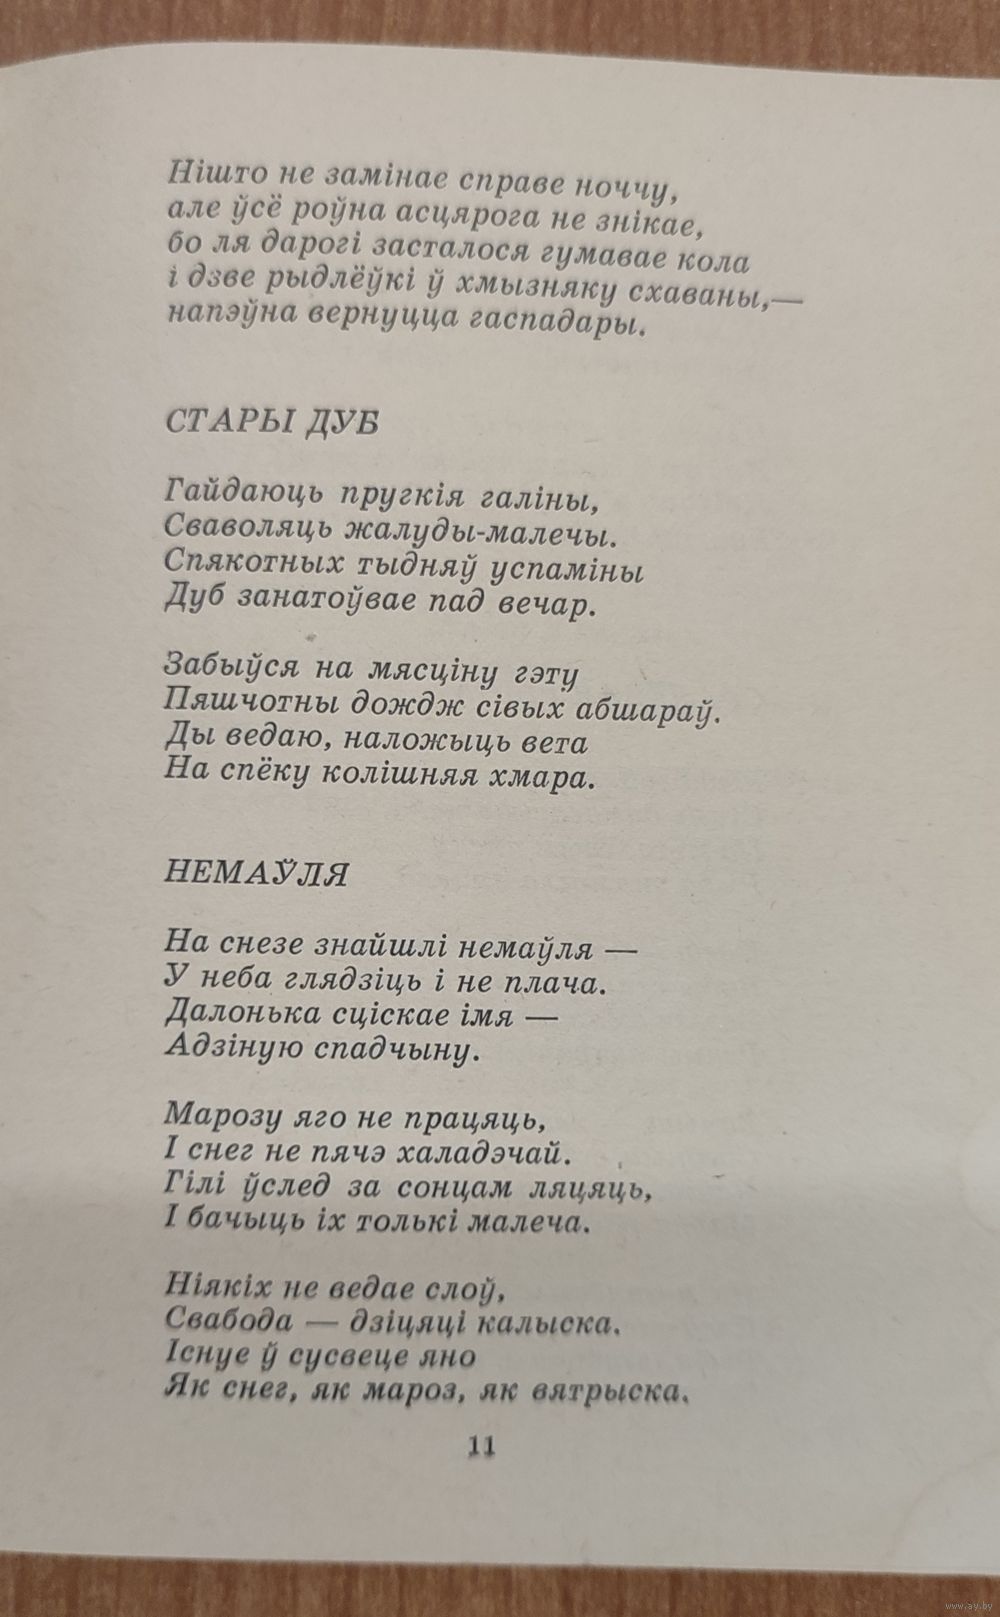 Нішто не замінае справе ноччу,
але ўсё роўна асцярога не знікае,
бо ля дарогі засталося гумавае кола
і дзве рыдлёўкі ў хмызняку схаваны,—
напэўна вернуцца гаспадары.
СТАРЫ ДУБ
Гайдаюць пругкія галіны,
Сваволяць жалуды-малечы.
Спякотных тыдняў успаміны
Дуб занатоўвае пад вечар.
Забыўся на мясціну гэту
Пяшчотны дождж сівых абшараў.
Ды ведаю, наложыць вета
На спёку колішняя хмара.
НЕМАЎЛЯ
На снезе знайшлі немаўля —
У неба глядзіць і не плача.
Далонька сціскае імя —
Адзіную спадчыну.
Марозу яго не працяць,
І снег не пячэ халадэчай.
Гілі ўслед за сонцам ляцяць,
І бачыць іх толькі малеча.
Ніякіх не ведае слоў,
Свабода — дзіцяці калыска.
Існуе ў сусвеце яно
Як снег, як мароз, як вятрыска.
11
www.ay.by